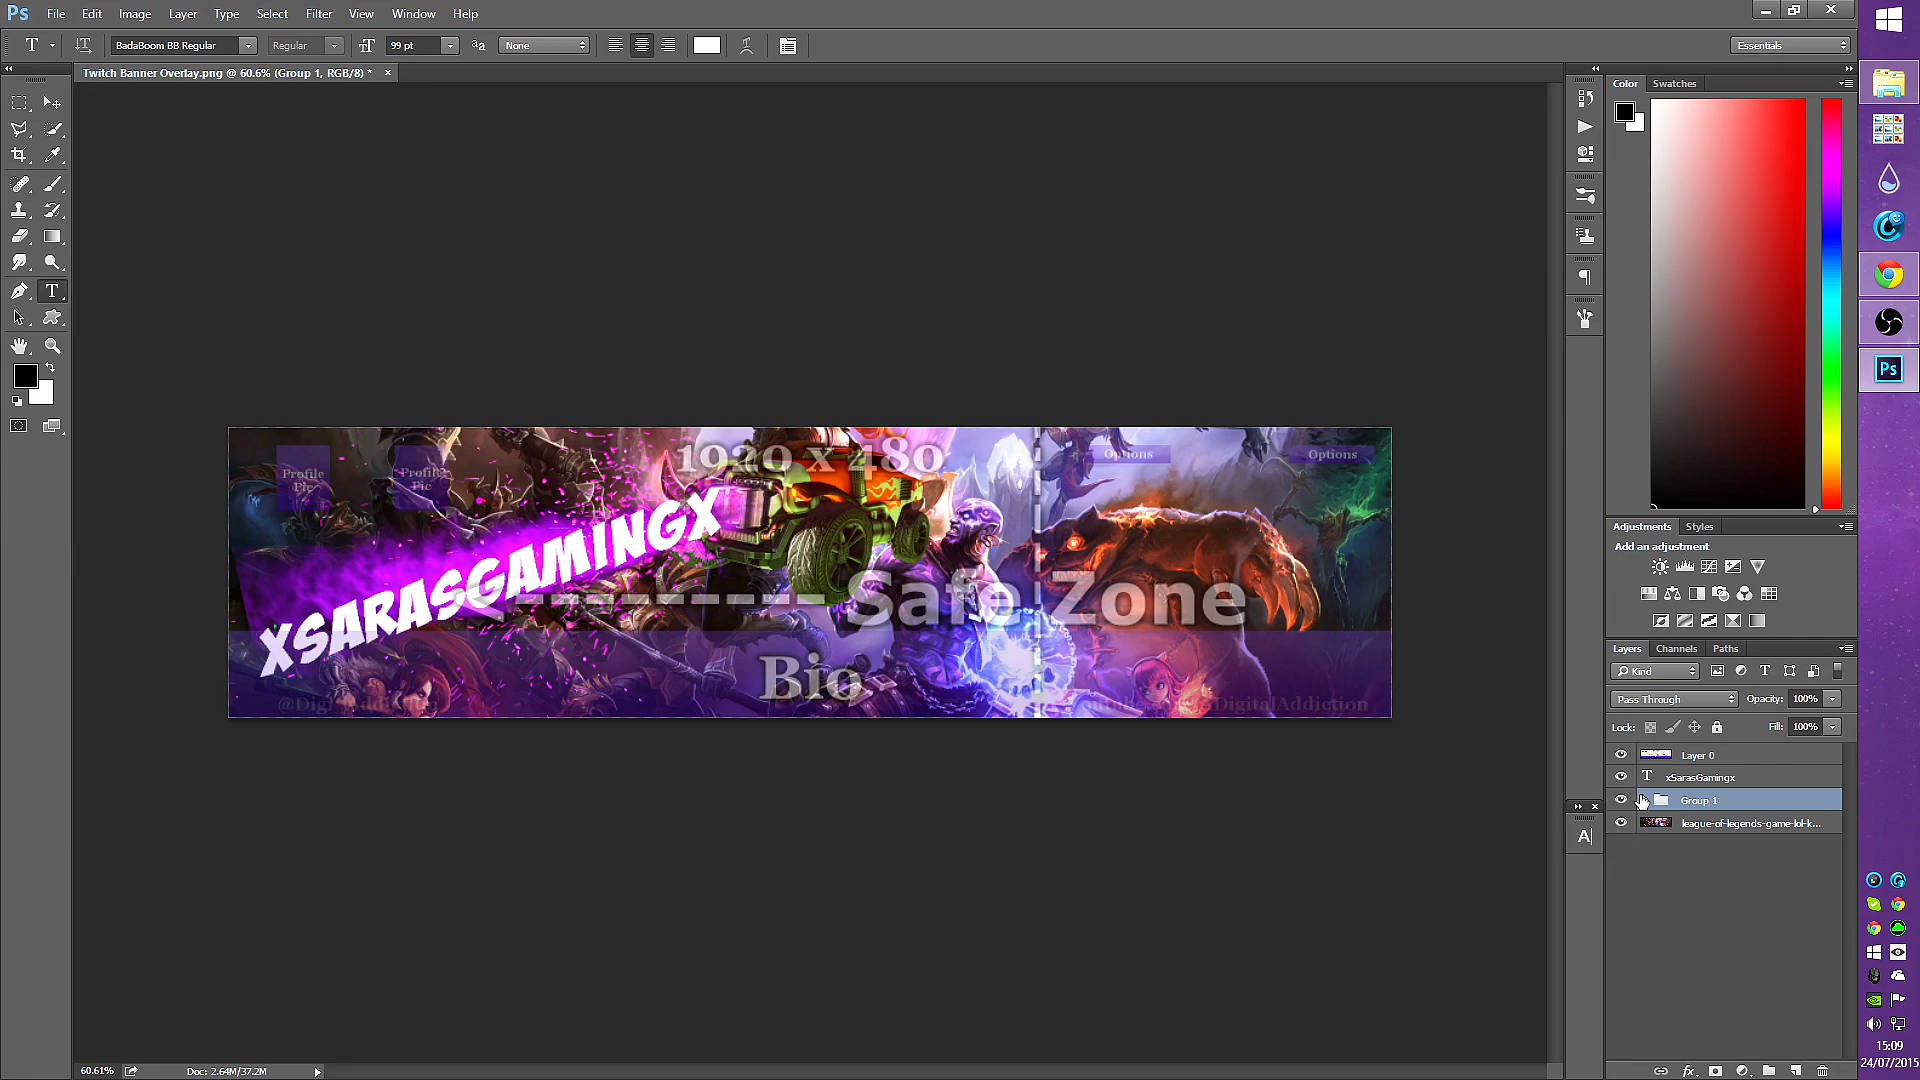 Ps File Edit Image Layer Type Select Filter View Window Help
T BadaBoom BB Regular Regular 99 pt aa None Essentials
Twitch Banner Overlay.png @ 60.6% (Group 1, RGB/8) * ×
Color Swatches
1920 x 480
Options
Options
Profile
Pic
Profile
Pic
XSARASGAMINGX
Safe Zone
Bio
DigitalAddiction
Adjustments Styles
Add an adjustment
Layers Channels Paths
Kind
Pass Through Opacity: 100%
Lock: Fill: 100%
Layer 0
T xSarasGamingx
Group 1
league-of-legends-game-lol-k...
A
Ps
60.61% Doc: 2.64M/37.2M
15:09
24/07/2015